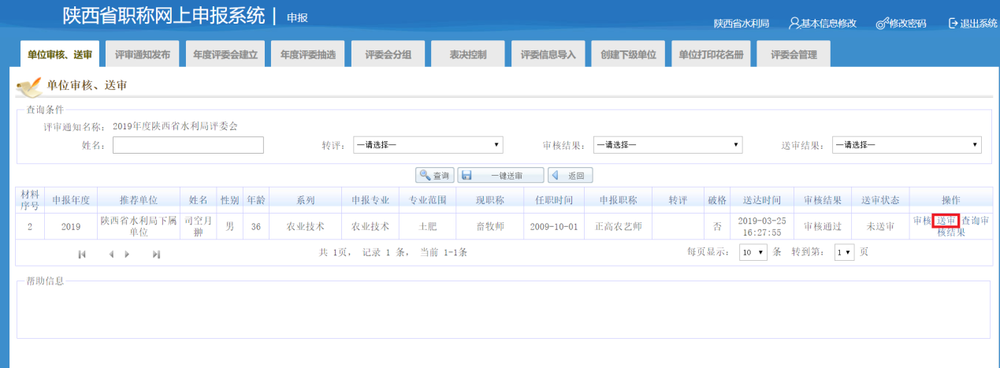 陕西省职称网上申报系统 | 申报
陕西省水利局 基本信息修改 修改密码 退出系统
单位审核、送审 评审通知发布 年度评委会建立 年度评委抽选 评委会分组 表决控制 评委信息导入 创建下级单位 单位打印花名册 评委会管理
单位审核、送审
查询条件
评审通知名称: 2019年度陕西省水利局评委会
姓名: 转评: —请选择— 审核结果: —请选择— 送审结果: —请选择—
查询 一键送审 返回
材料序号 申报年度 推荐单位 姓名 性别 年龄 系列 申报专业 专业范围 现职称 任职时间 申报职称 转评 破格 送达时间 审核结果 送审状态 操作
2 2019 陕西省水利局下属单位 司空月翀 男 36 农业技术 农业技术 土肥 畜牧师 2009-10-01 正高农艺师 否 2019-03-25 16:27:55 审核通过 未送审 审核 送审 查询审核结果
共 1页, 记录 1 条, 当前 1-1条 每页显示: 10 条 转到第: 1 页
帮助信息